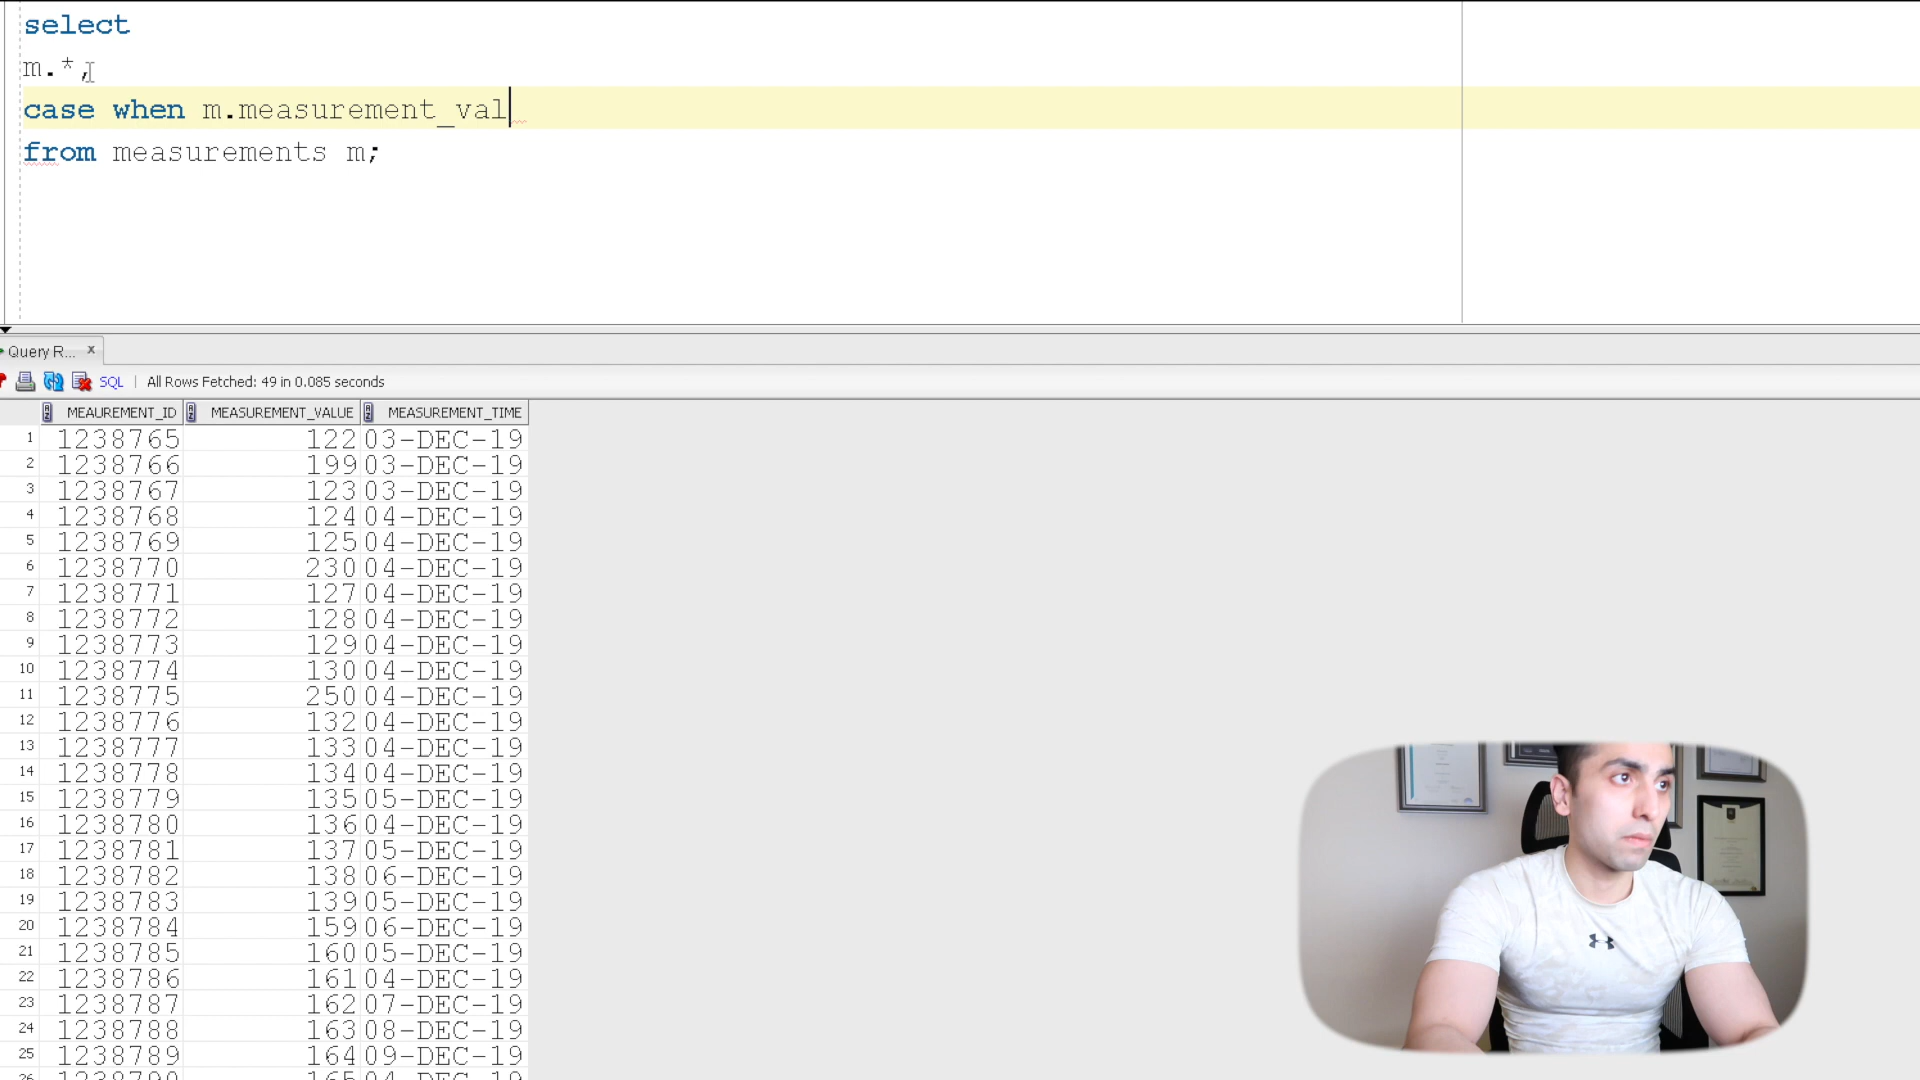 select
m.*,
case when m.measurement_val
from measurements m;
Query R... x
SQL | All Rows Fetched: 49 in 0.085 seconds
MEAUREMENT_ID MEASUREMENT_VALUE MEASUREMENT_TIME
1 1238765 122 03-DEC-19
2 1238766 199 03-DEC-19
3 1238767 123 03-DEC-19
4 1238768 124 04-DEC-19
5 1238769 125 04-DEC-19
6 1238770 230 04-DEC-19
7 1238771 127 04-DEC-19
8 1238772 128 04-DEC-19
9 1238773 129 04-DEC-19
10 1238774 130 04-DEC-19
11 1238775 250 04-DEC-19
12 1238776 132 04-DEC-19
13 1238777 133 04-DEC-19
14 1238778 134 04-DEC-19
15 1238779 135 05-DEC-19
16 1238780 136 04-DEC-19
17 1238781 137 05-DEC-19
18 1238782 138 06-DEC-19
19 1238783 139 05-DEC-19
20 1238784 159 06-DEC-19
21 1238785 160 05-DEC-19
22 1238786 161 04-DEC-19
23 1238787 162 07-DEC-19
24 1238788 163 08-DEC-19
25 1238789 164 09-DEC-19
26 1238790 165 04-DEC-19